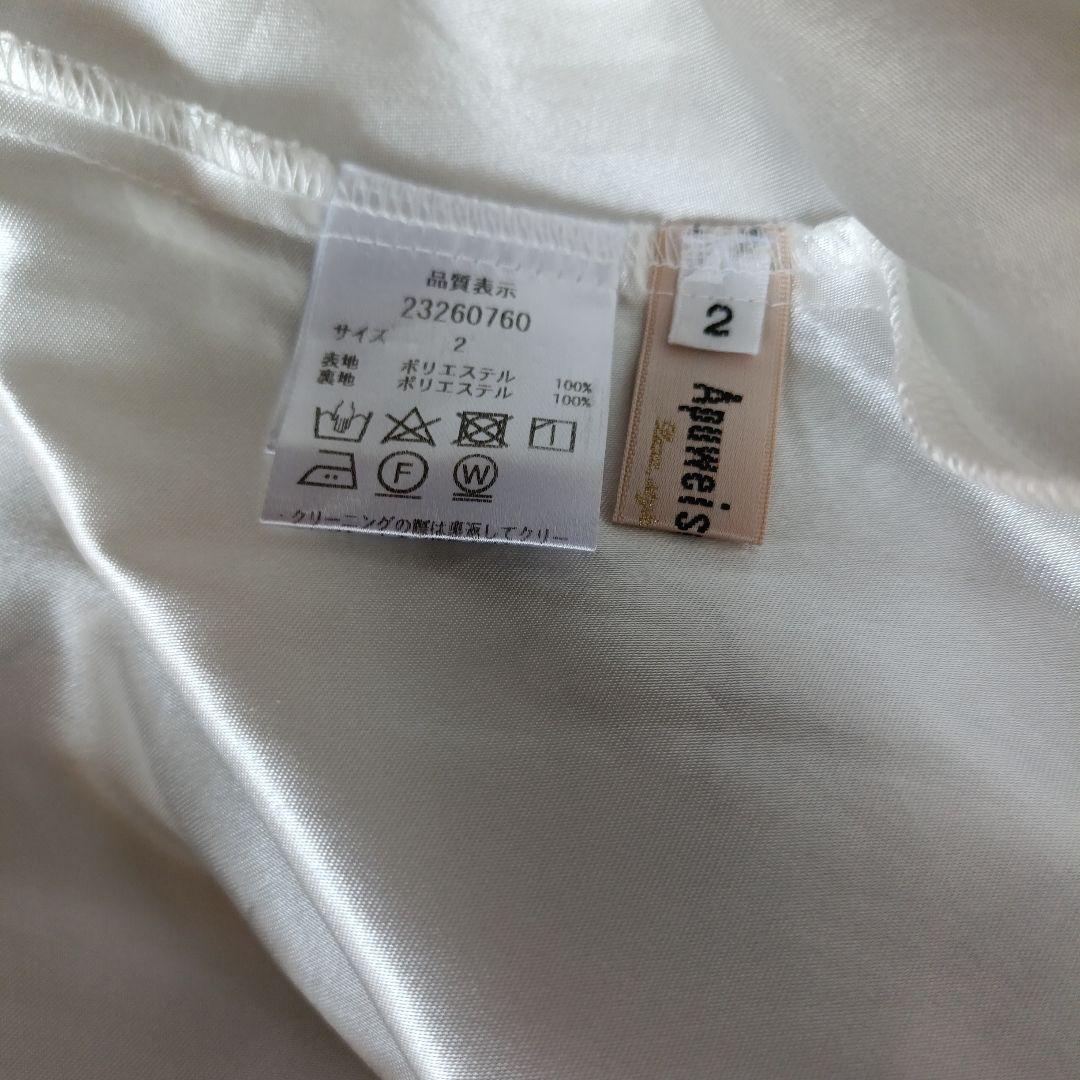 品質表示
23260760
サイズ 2
表地 ポリエステル 100%
裏地 ポリエステル 100%
F W
・クリーニングの際は裏返してクリー
2
Apuweis